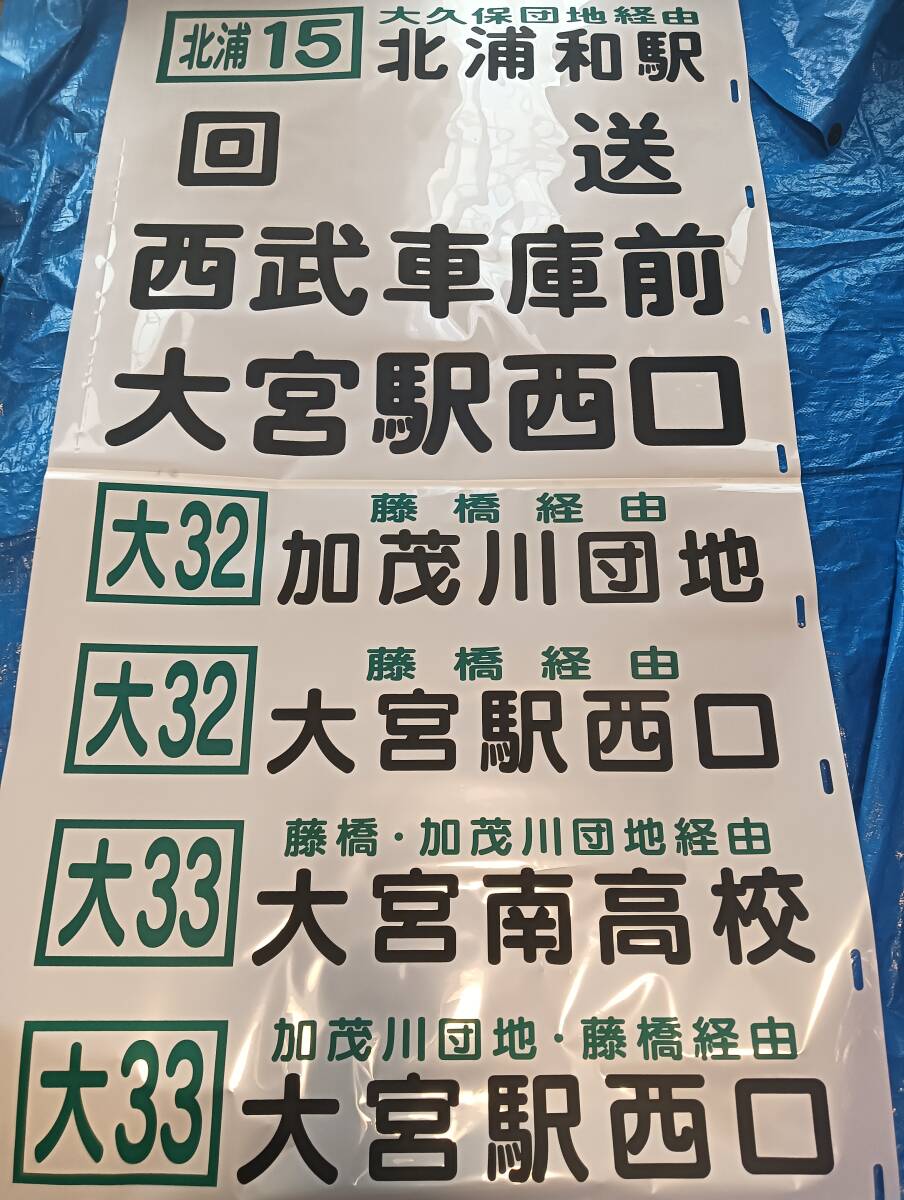 大久保団地経由
北浦15 北浦和駅
回送
西武車庫前
大宮駅西口
藤橋経由
大32 加茂川団地
藤橋経由
大32 大宮駅西口
藤橋・加茂川団地経由
大33 大宮南高校
加茂川団地・藤橋経由
大33 大宮駅西口